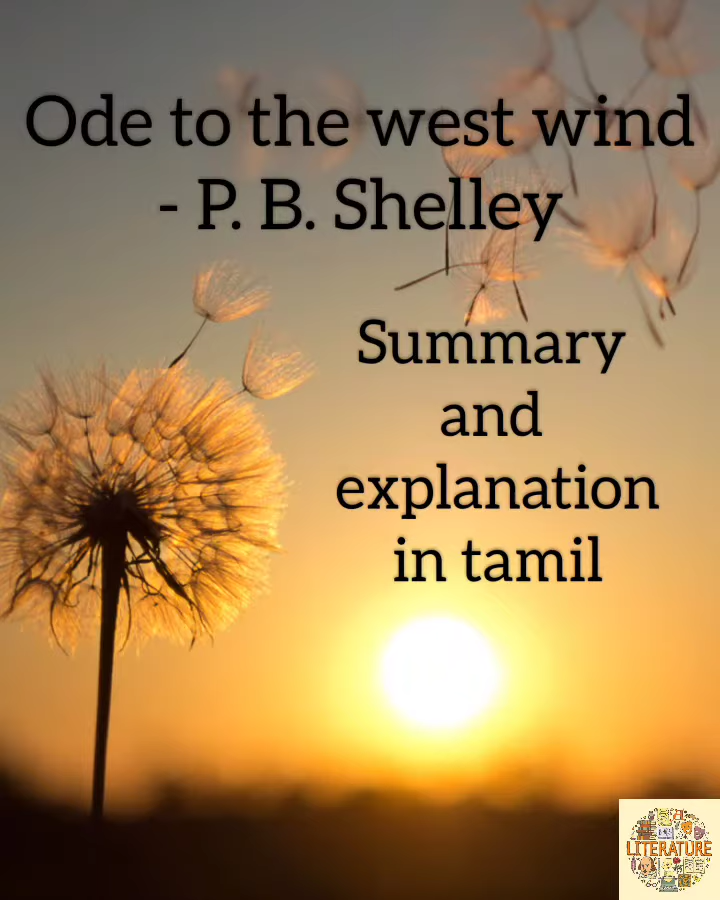 Ode to the west wind
- P. B. Shelley
Summary
and
explanation
in tamil
LITERATURE